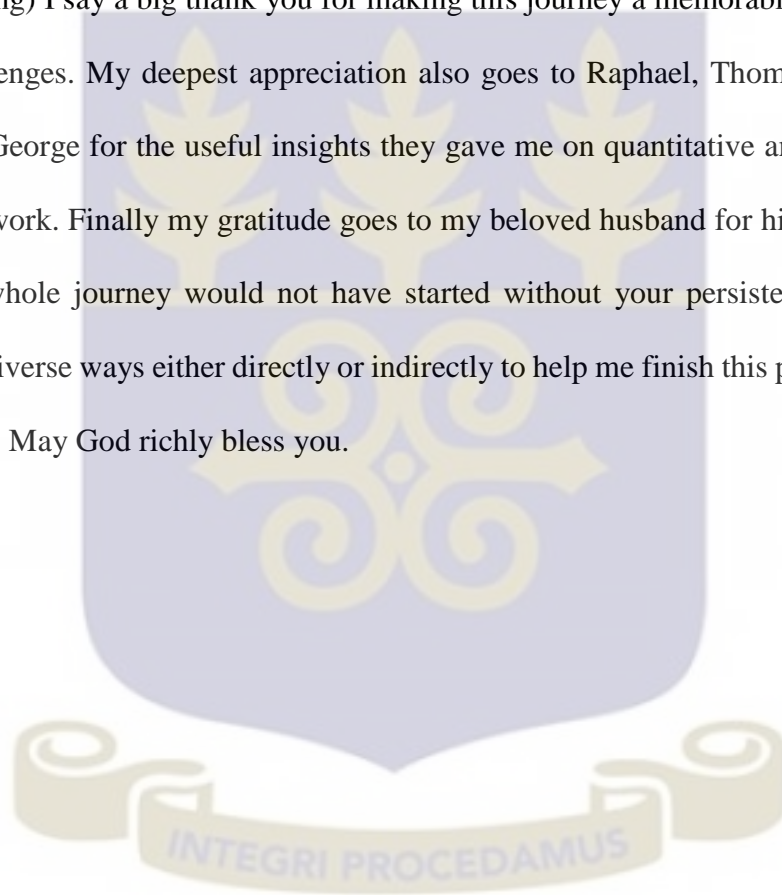 ng) I say a big thank you for making this journey a memorab
enges. My deepest appreciation also goes to Raphael, Thom
George for the useful insights they gave me on quantitative a
work. Finally my gratitude goes to my beloved husband for hi
whole journey would not have started without your persiste
iverse ways either directly or indirectly to help me finish this p
May God richly bless you.
INTEGRI PROCEDAMUS